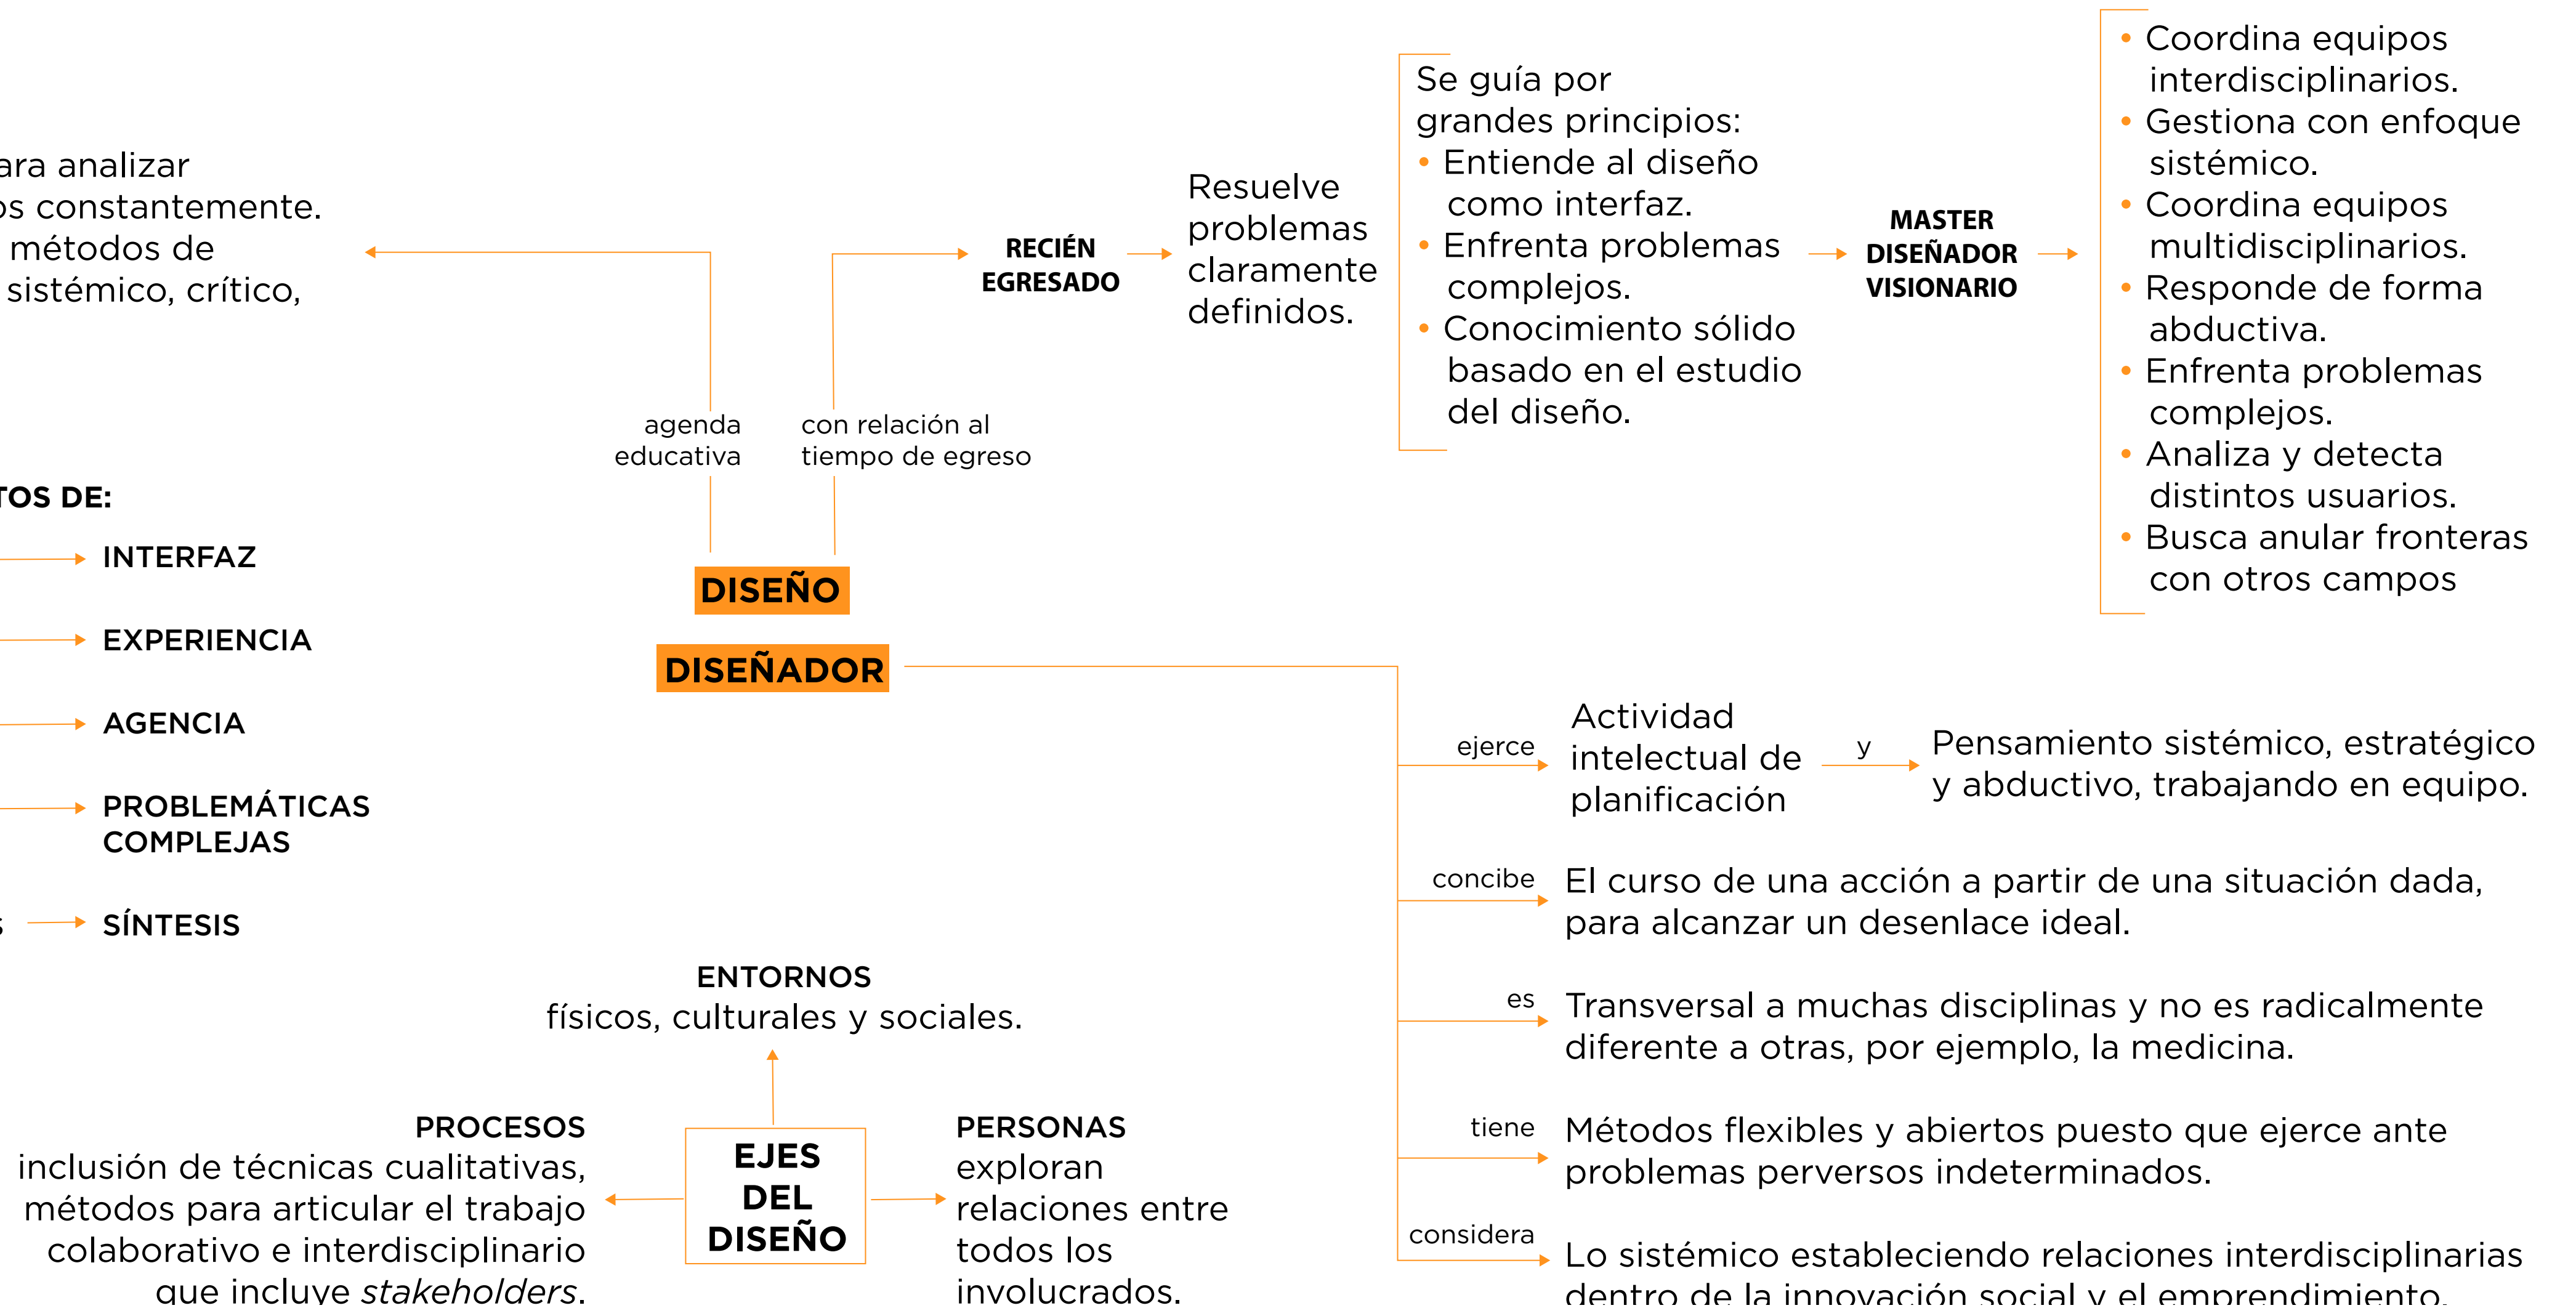 analizar
constantemente.
métodos de
sistémico, crítico,
DE:
INTERFAZ
EXPERIENCIA
AGENCIA
PROBLEMÁTICAS
COMPLEJAS
SÍNTESIS
agenda
educativa
con relación al
tiempo de egreso
RECIÉN
EGRESADO
Resuelve
problemas
claramente
definidos.
Se guía por
grandes principios:
• Entiende al diseño
como interfaz.
• Enfrenta problemas
complejos.
• Conocimiento sólido
basado en el estudio
del diseño.
MASTER
DISEÑADOR
VISIONARIO
• Coordina equipos
interdisciplinarios.
• Gestiona con enfoque
sistémico.
• Coordina equipos
multidisciplinarios.
• Responde de forma
abductiva.
• Enfrenta problemas
complejos.
• Analiza y detecta
distintos usuarios.
• Busca anular fronteras
con otros campos
DISEÑO
DISEÑADOR
ejerce
Actividad
intelectual de
planificación
y
Pensamiento sistémico, estratégico
y abductivo, trabajando en equipo.
concibe
El curso de una acción a partir de una situación dada,
para alcanzar un desenlace ideal.
es
Transversal a muchas disciplinas y no es radicalmente
diferente a otras, por ejemplo, la medicina.
tiene
Métodos flexibles y abiertos puesto que ejerce ante
problemas perversos indeterminados.
considera
Lo sistémico estableciendo relaciones interdisciplinarias
dentro de la innovación social y el emprendimiento.
ENTORNOS
físicos, culturales y sociales.
PROCESOS
inclusión de técnicas cualitativas,
métodos para articular el trabajo
colaborativo e interdisciplinario
que incluye stakeholders.
EJES
DEL
DISEÑO
PERSONAS
exploran
relaciones entre
todos los
involucrados.